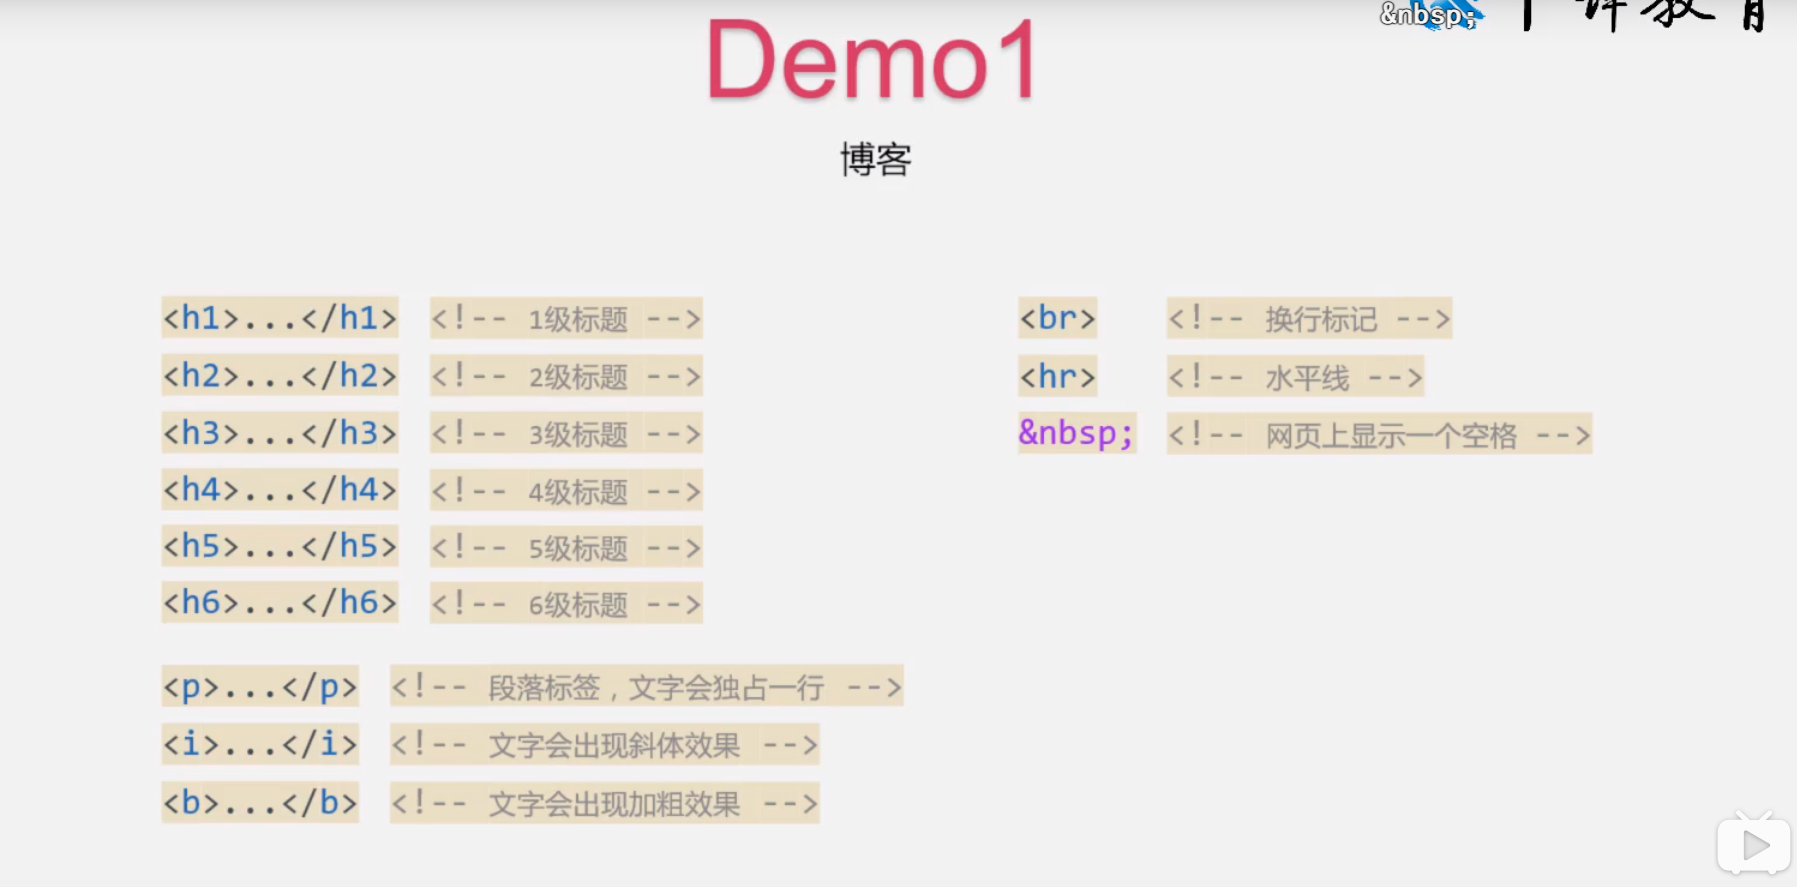 &nbsp;
千锋教育
Demo1
博客
<h1>...</h1> <!-- 1级标题 -->
<h2>...</h2> <!-- 2级标题 -->
<h3>...</h3> <!-- 3级标题 -->
<h4>...</h4> <!-- 4级标题 -->
<h5>...</h5> <!-- 5级标题 -->
<h6>...</h6> <!-- 6级标题 -->
<p>...</p> <!-- 段落标签，文字会独占一行 -->
<i>...</i> <!-- 文字会出现斜体效果 -->
<b>...</b> <!-- 文字会出现加粗效果 -->
<br> <!-- 换行标记 -->
<hr> <!-- 水平线 -->
&nbsp; <!-- 网页上显示一个空格 -->